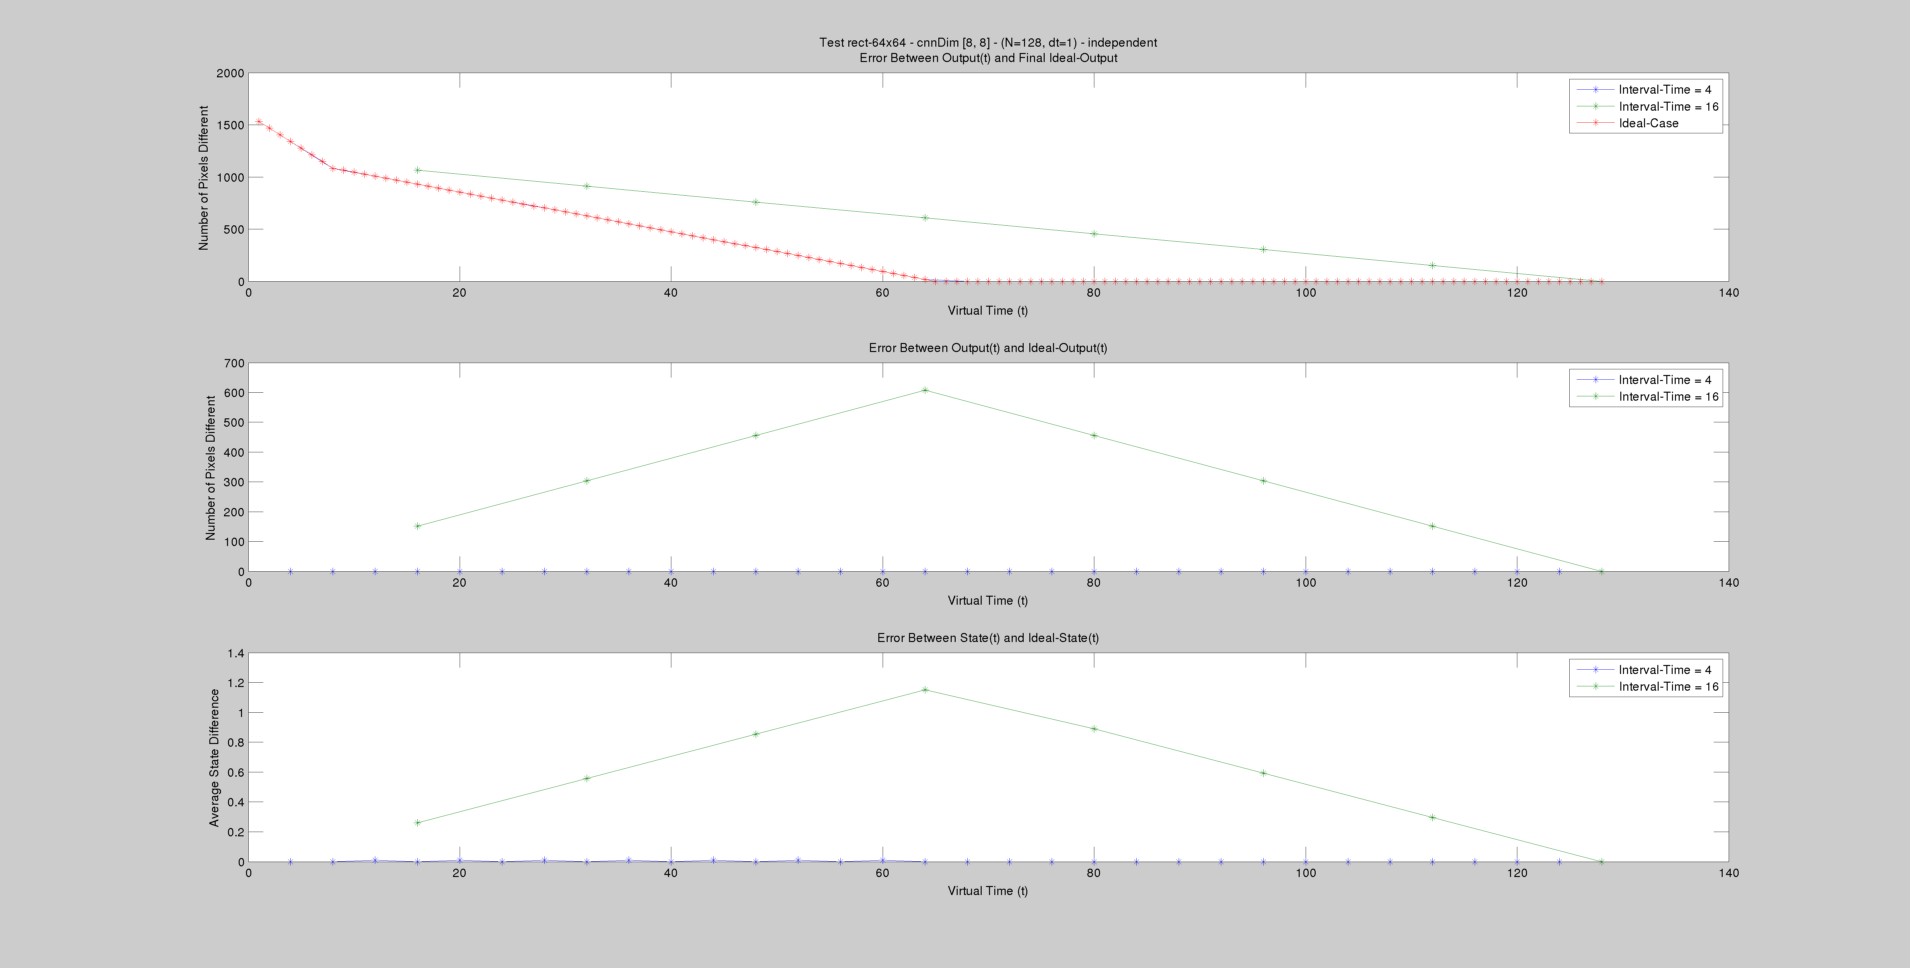 Test rect-64x64 - cnnDim [8, 8] - (N=128, dt=1) - independent
Error Between Output(t) and Final Ideal-Output
Number of Pixels Different
2000
1500
1000
500
0
0 20 40 60 80 100 120 140
Virtual Time (t)
Interval-Time = 4
Interval-Time = 16
Ideal-Case
Error Between Output(t) and Ideal-Output(t)
Number of Pixels Different
700
600
500
400
300
200
100
0
0 20 40 60 80 100 120 140
Virtual Time (t)
Interval-Time = 4
Interval-Time = 16
Error Between State(t) and Ideal-State(t)
Average State Difference
1.4
1.2
1
0.8
0.6
0.4
0.2
0
0 20 40 60 80 100 120 140
Virtual Time (t)
Interval-Time = 4
Interval-Time = 16